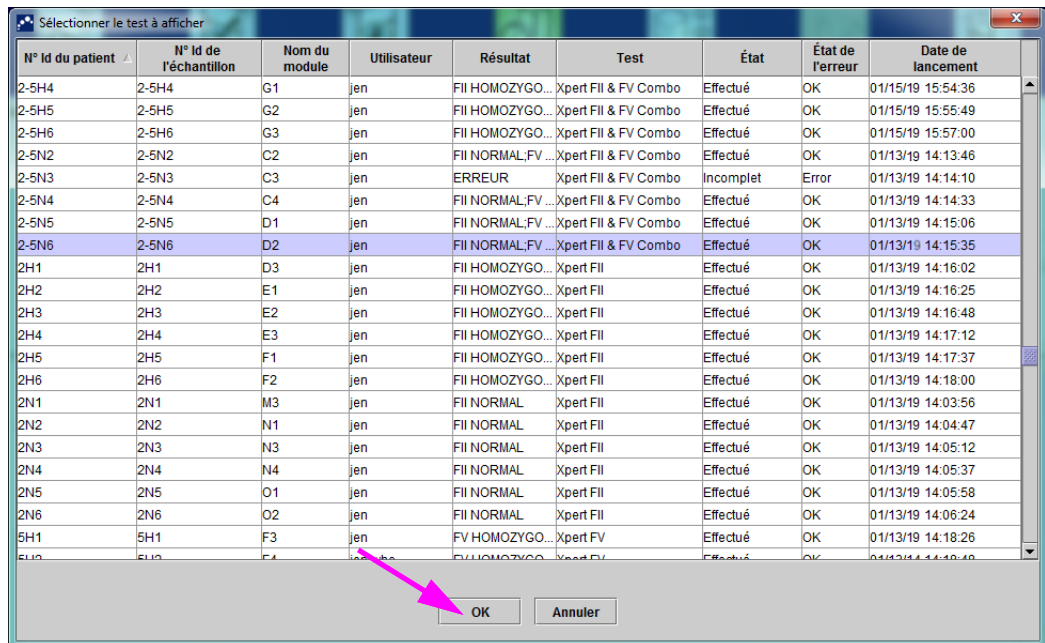 Sélectionner le test à afficher
N° Id du patient N° Id de l'échantillon Nom du module Utilisateur Résultat Test État État de l'erreur Date de lancement
2-5H4 2-5H4 G1 jen FII HOMOZYGO... Xpert FII & FV Combo Effectué OK 01/15/19 15:54:36
2-5H5 2-5H5 G2 jen FII HOMOZYGO... Xpert FII & FV Combo Effectué OK 01/15/19 15:55:49
2-5H6 2-5H6 G3 jen FII HOMOZYGO... Xpert FII & FV Combo Effectué OK 01/15/19 15:57:00
2-5N2 2-5N2 C2 jen FII NORMAL;FV ... Xpert FII & FV Combo Effectué OK 01/13/19 14:13:46
2-5N3 2-5N3 C3 jen ERREUR Xpert FII & FV Combo Incomplet Error 01/13/19 14:14:10
2-5N4 2-5N4 C4 jen FII NORMAL;FV ... Xpert FII & FV Combo Effectué OK 01/13/19 14:14:33
2-5N5 2-5N5 D1 jen FII NORMAL;FV ... Xpert FII & FV Combo Effectué OK 01/13/19 14:15:06
2-5N6 2-5N6 D2 jen FII NORMAL;FV ... Xpert FII & FV Combo Effectué OK 01/13/19 14:15:35
2H1 2H1 D3 jen FII HOMOZYGO... Xpert FII Effectué OK 01/13/19 14:16:02
2H2 2H2 E1 jen FII HOMOZYGO... Xpert FII Effectué OK 01/13/19 14:16:25
2H3 2H3 E2 jen FII HOMOZYGO... Xpert FII Effectué OK 01/13/19 14:16:48
2H4 2H4 E3 jen FII HOMOZYGO... Xpert FII Effectué OK 01/13/19 14:17:12
2H5 2H5 F1 jen FII HOMOZYGO... Xpert FII Effectué OK 01/13/19 14:17:37
2H6 2H6 F2 jen FII HOMOZYGO... Xpert FII Effectué OK 01/13/19 14:18:00
2N1 2N1 M3 jen FII NORMAL Xpert FII Effectué OK 01/13/19 14:03:56
2N2 2N2 N1 jen FII NORMAL Xpert FII Effectué OK 01/13/19 14:04:47
2N3 2N3 N3 jen FII NORMAL Xpert FII Effectué OK 01/13/19 14:05:12
2N4 2N4 N4 jen FII NORMAL Xpert FII Effectué OK 01/13/19 14:05:37
2N5 2N5 O1 jen FII NORMAL Xpert FII Effectué OK 01/13/19 14:05:58
2N6 2N6 O2 jen FII NORMAL Xpert FII Effectué OK 01/13/19 14:06:24
5H1 5H1 F3 jen FV HOMOZYGO... Xpert FV Effectué OK 01/13/19 14:18:26
OK Annuler